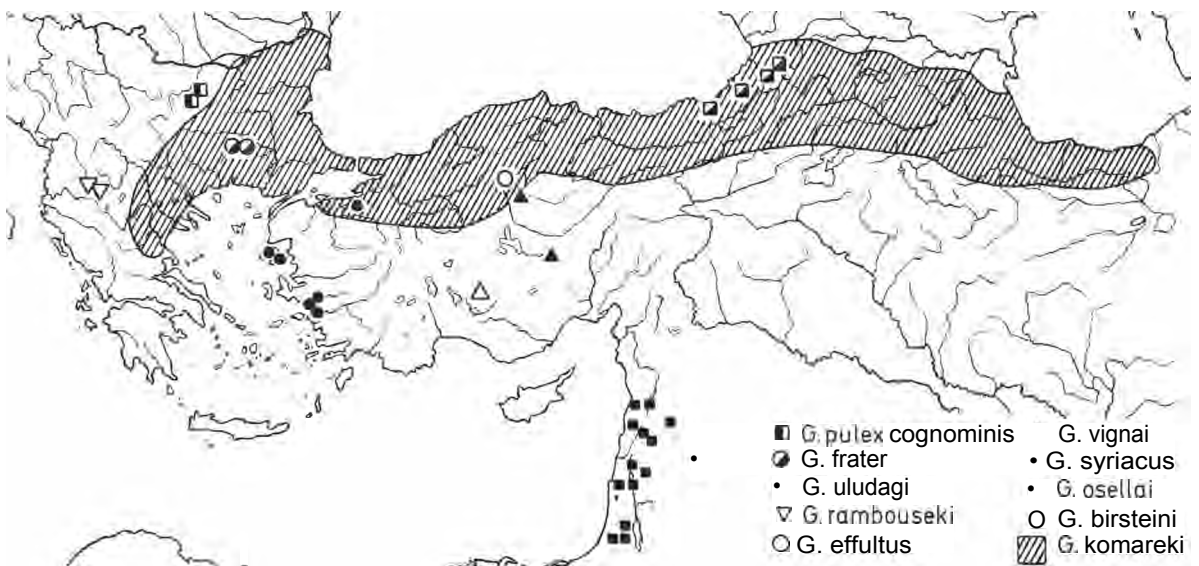 G. pulex cognominis
G. frater
G. uludagi
G. rambouseki
G. effultus
G. vignai
G. syriacus
G. osellai
G. birsteini
G. komareki